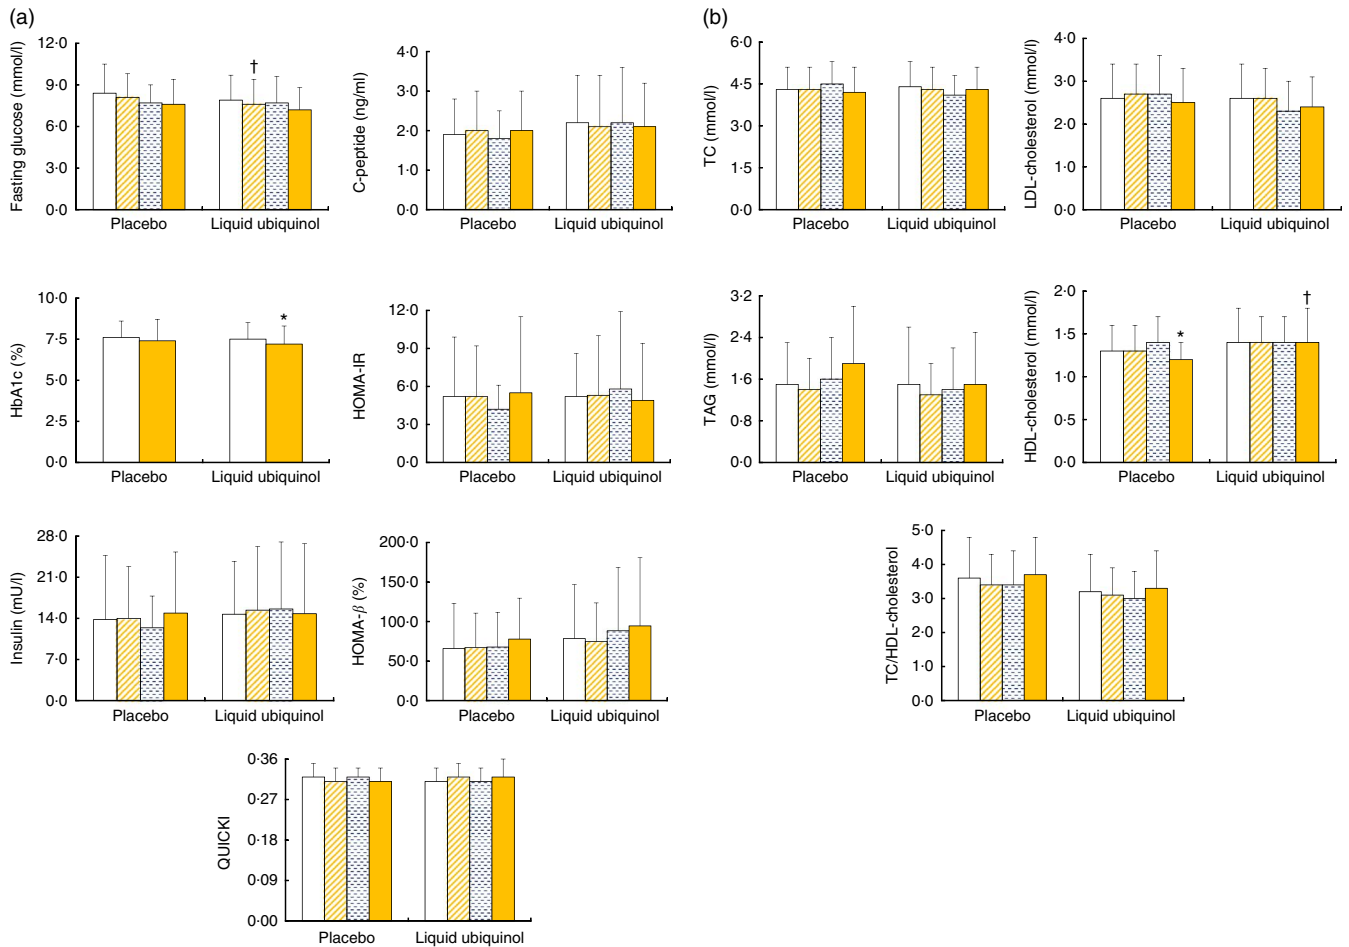 (a)
Fasting glucose (mmol/l)
12·0
9·0
6·0
3·0
0·0
†
Placebo
Liquid ubiquinol
C-peptide (ng/ml)
4·0
3·0
2·0
1·0
0·0
Placebo
Liquid ubiquinol
HbA1c (%)
10·0
7·5
5·0
2·5
0·0
*
Placebo
Liquid ubiquinol
HOMA-IR
12·0
9·0
6·0
3·0
0·0
Placebo
Liquid ubiquinol
Insulin (mU/l)
28·0
21·0
14·0
7·0
0·0
Placebo
Liquid ubiquinol
HOMA-β (%)
200·0
150·0
100·0
50·0
0·0
Placebo
Liquid ubiquinol
QUICKI
0·36
0·27
0·18
0·09
0·00
Placebo
Liquid ubiquinol
(b)
TC (mmol/l)
6·0
4·5
3·0
1·5
0·0
Placebo
Liquid ubiquinol
LDL-cholesterol (mmol/l)
4·0
3·0
2·0
1·0
0·0
Placebo
Liquid ubiquinol
TAG (mmol/l)
3·2
2·4
1·6
0·8
0·0
Placebo
Liquid ubiquinol
HDL-cholesterol (mmol/l)
2·0
1·5
1·0
0·5
0·0
*
†
Placebo
Liquid ubiquinol
TC/HDL-cholesterol
5·0
4·0
3·0
2·0
1·0
0·0
Placebo
Liquid ubiquinol